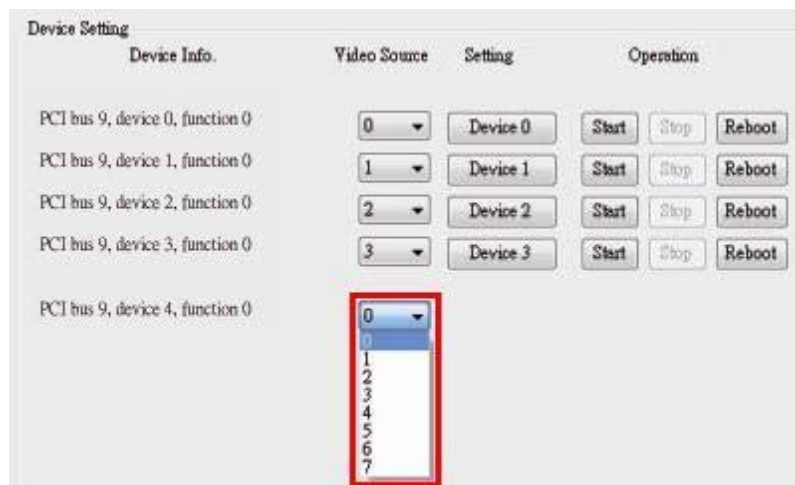 Device Setting
Device Info. Video Source Setting Operation
PCI bus 9, device 0, function 0 0 Device 0 Start Stop Reboot
PCI bus 9, device 1, function 0 1 Device 1 Start Stop Reboot
PCI bus 9, device 2, function 0 2 Device 2 Start Stop Reboot
PCI bus 9, device 3, function 0 3 Device 3 Start Stop Reboot
PCI bus 9, device 4, function 0 0
0
1
2
3
4
5
6
7